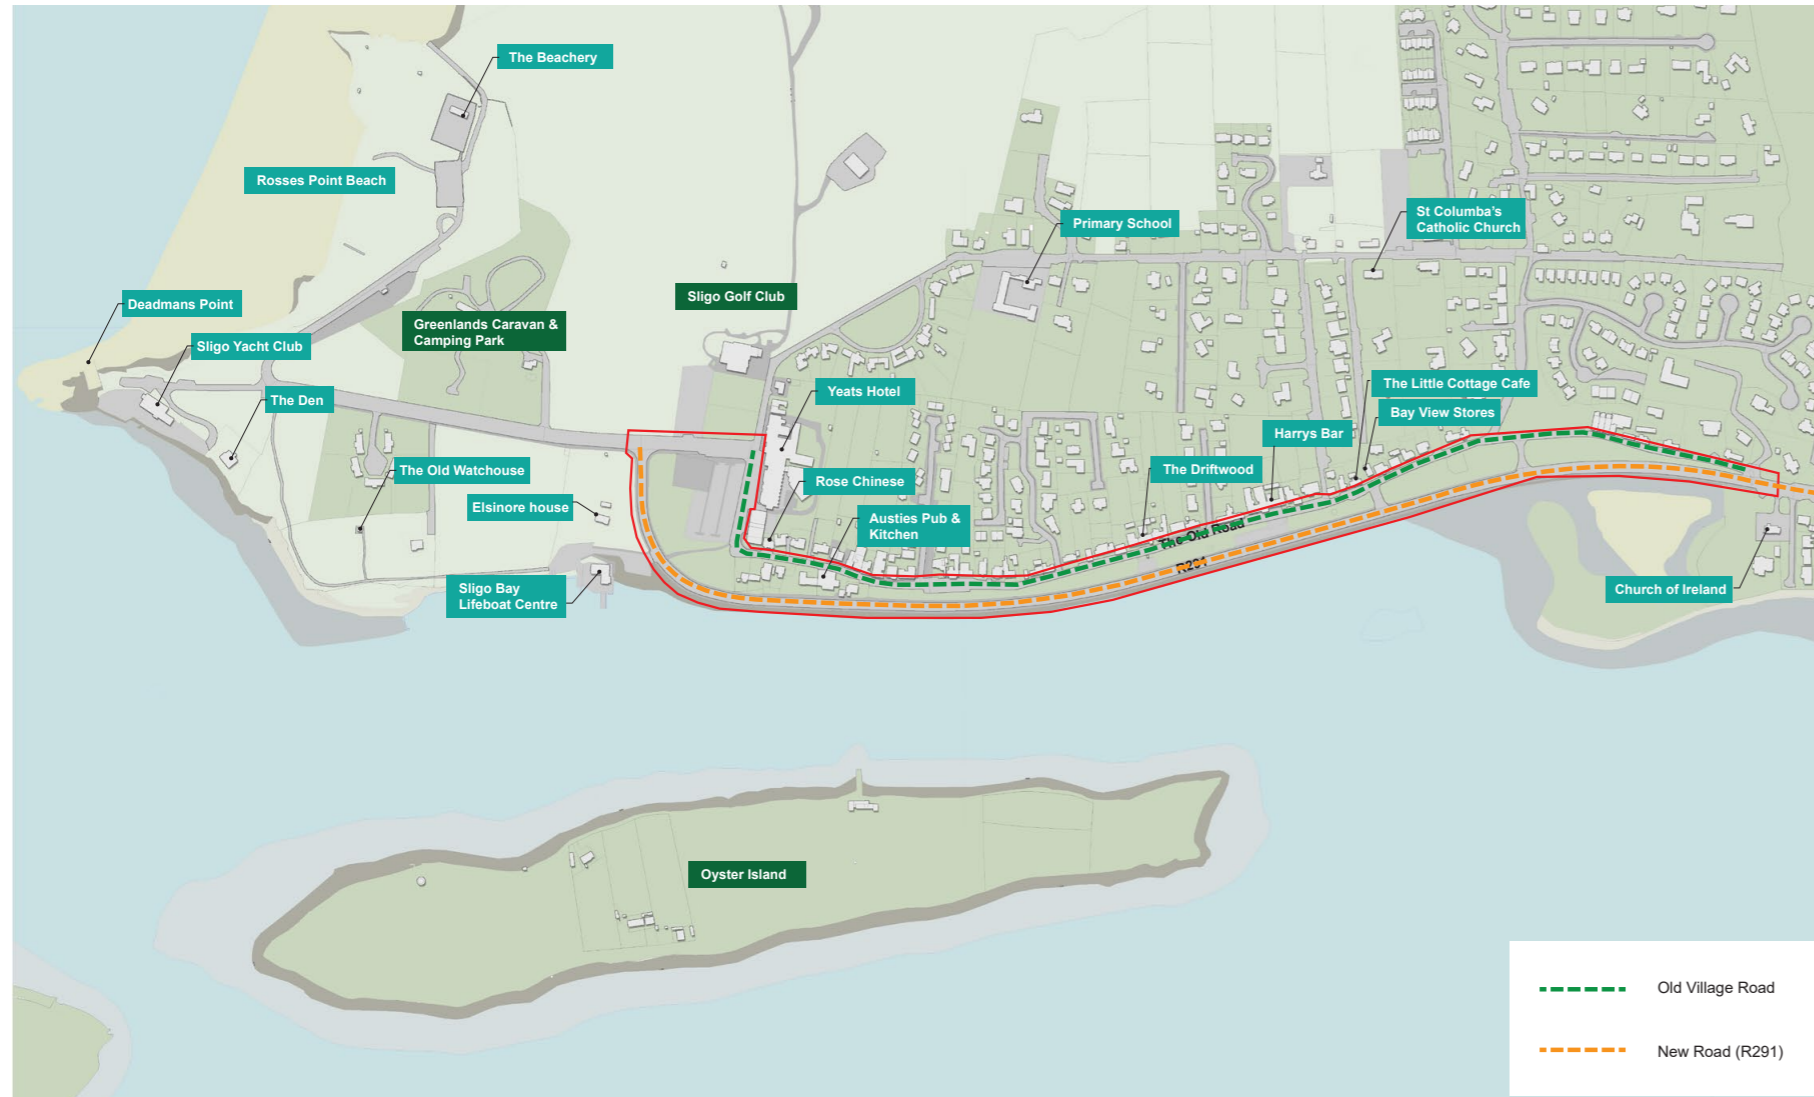 The Beachery
Rosses Point Beach
Primary School
St Columba's
Catholic Church
Deadmans Point
Sligo Golf Club
Greenlands Caravan &
Camping Park
Sligo Yacht Club
The Den
Yeats Hotel
The Little Cottage Cafe
Bay View Stores
Harrys Bar
The Old Watchouse
The Driftwood
Rose Chinese
Elsinore house
Austies Pub &
Kitchen
The Old Road
R291
Sligo Bay
Lifeboat Centre
Church of Ireland
Oyster Island
Old Village Road
New Road (R291)